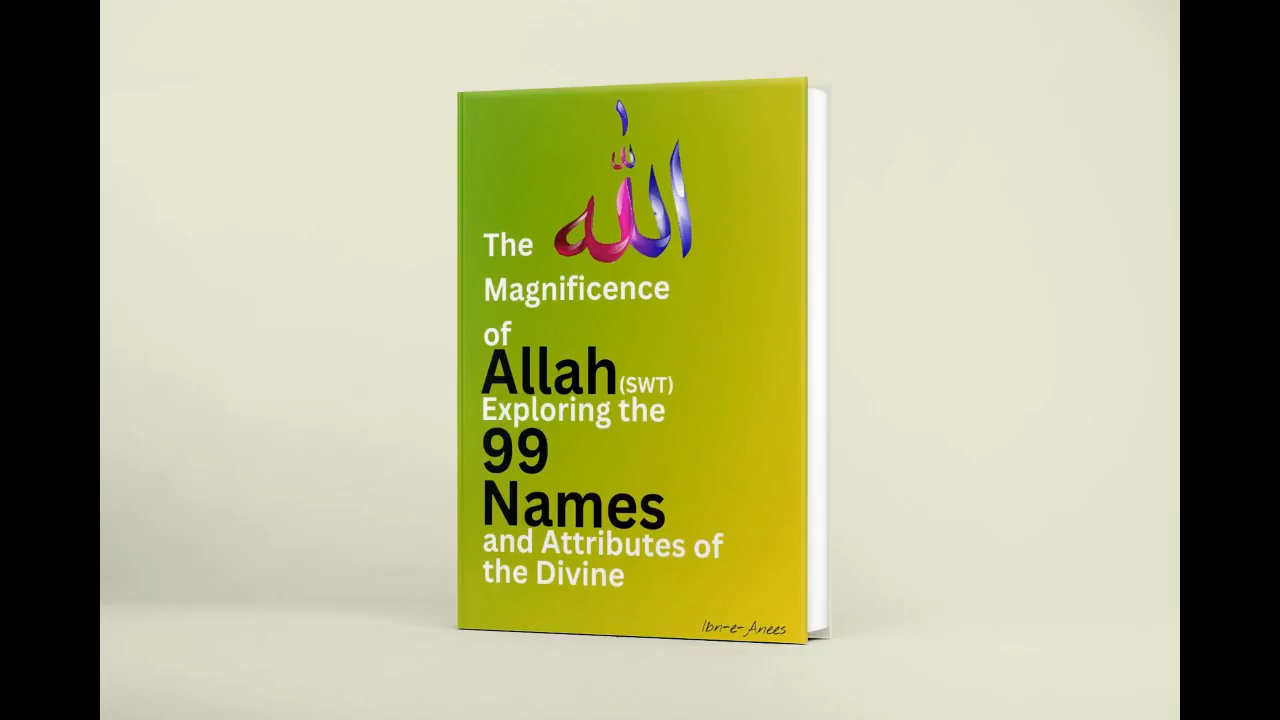 الله
The
Magnificence
of
Allah(SWT)
Exploring the
99
Names
and Attributes of
the Divine
Ibn-e-Anees